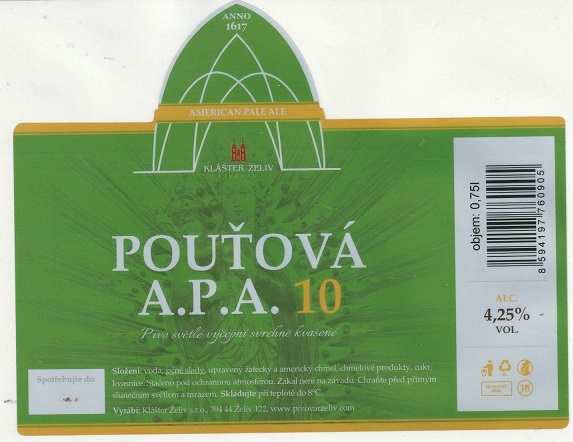 ANNO
1617
AMERICAN PALE ALE
KLÁŠTER ŽELIV
POUŤOVÁ
A.P.A. 10
Pivo světlé výčepní svrchně kvašené
Spotřebujte do:
Složení: voda, ječné slady, upravený žatecký a americký chmel, chmelové produkty, cukr,
kvasnice. Stáčeno pod ochrannou atmosférou. Zákal není na závadu. Chraňte před přímým
slunečním světlem a mrazem. Skladujte při teplotě do 8°C
Vyrábí: Klášter Želiv s.r.o., 394 44 Želiv 122, www.pivovarzeliv.com
objem: 0,75l
8 594197 760905
ALC.
4,25%
VOL.
18